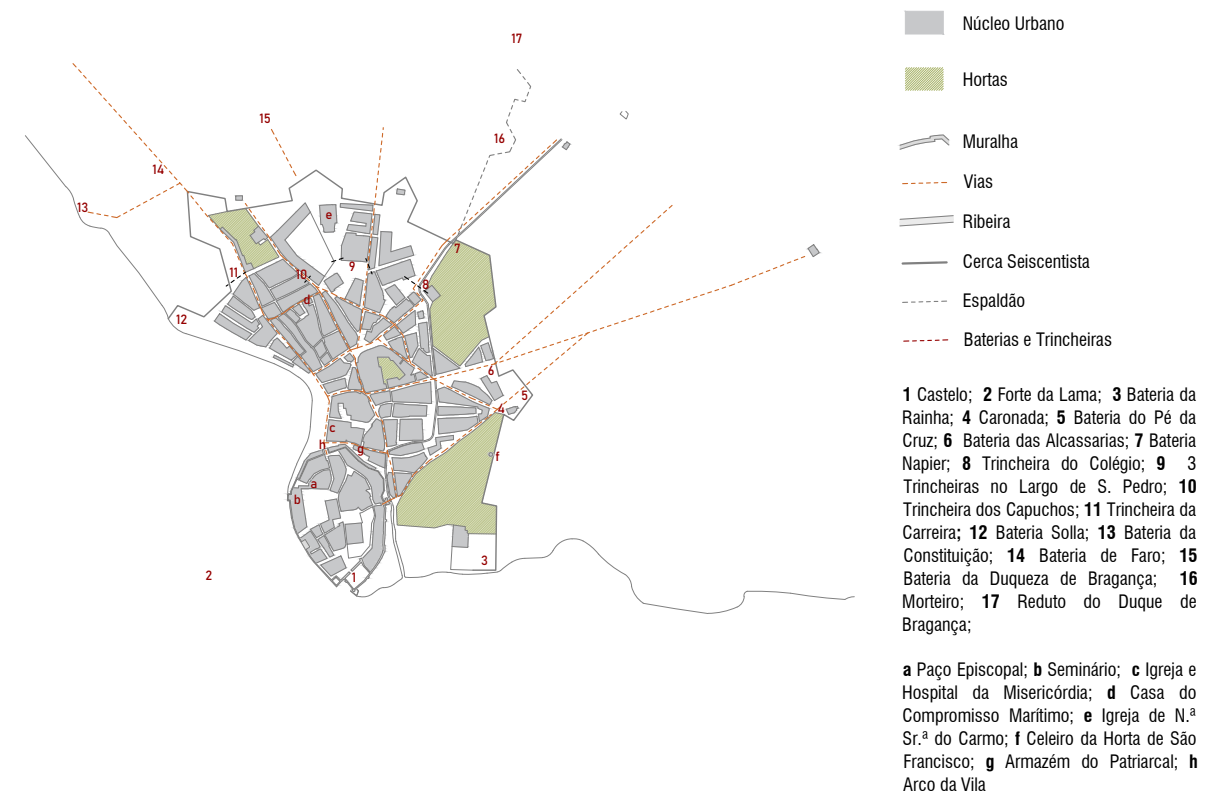 17
15
16
14
13
e
7
9
11
10
8
d
12
6
5
4
c
h
g
f
a
b
3
2
1
Núcleo Urbano
Hortas
Muralha
Vias
Ribeira
Cerca Seiscentista
Espaldão
Baterias e Trincheiras
1 Castelo; 2 Forte da Lama; 3 Bateria da
Rainha; 4 Caronada; 5 Bateria do Pé da
Cruz; 6 Bateria das Alcassarias; 7 Bateria
Napier; 8 Trincheira do Colégio; 9 3
Trincheiras no Largo de S. Pedro; 10
Trincheira dos Capuchos; 11 Trincheira da
Carreira; 12 Bateria Solla; 13 Bateria da
Constituição; 14 Bateria de Faro; 15
Bateria da Duqueza de Bragança; 16
Morteiro; 17 Reduto do Duque de
Bragança;
a Paço Episcopal; b Seminário; c Igreja e
Hospital da Misericórdia; d Casa do
Compromisso Marítimo; e Igreja de N.ª
Sr.ª do Carmo; f Celeiro da Horta de São
Francisco; g Armazém do Patriarcal; h
Arco da Vila